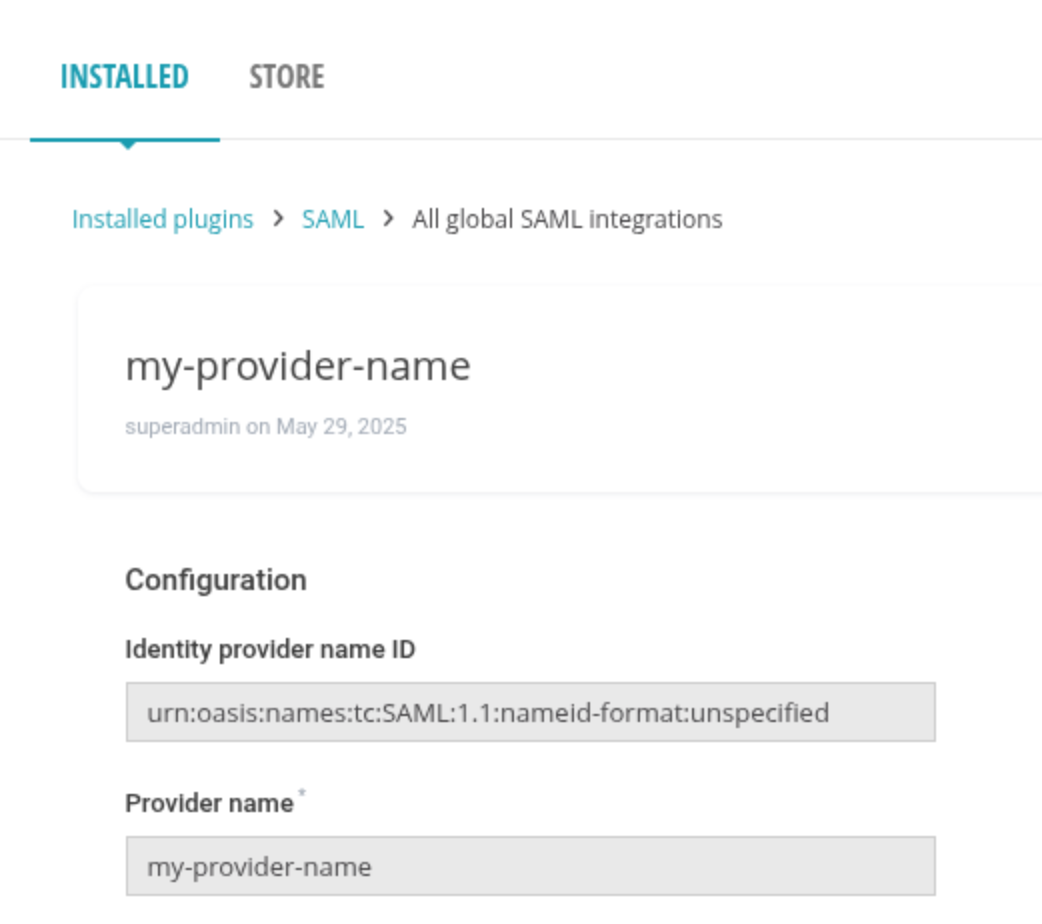 INSTALLED STORE
Installed plugins > SAML > All global SAML integrations
my-provider-name
superadmin on May 29, 2025
Configuration
Identity provider name ID
urn:oasis:names:tc:SAML:1.1:nameid-format:unspecified
Provider name *
my-provider-name